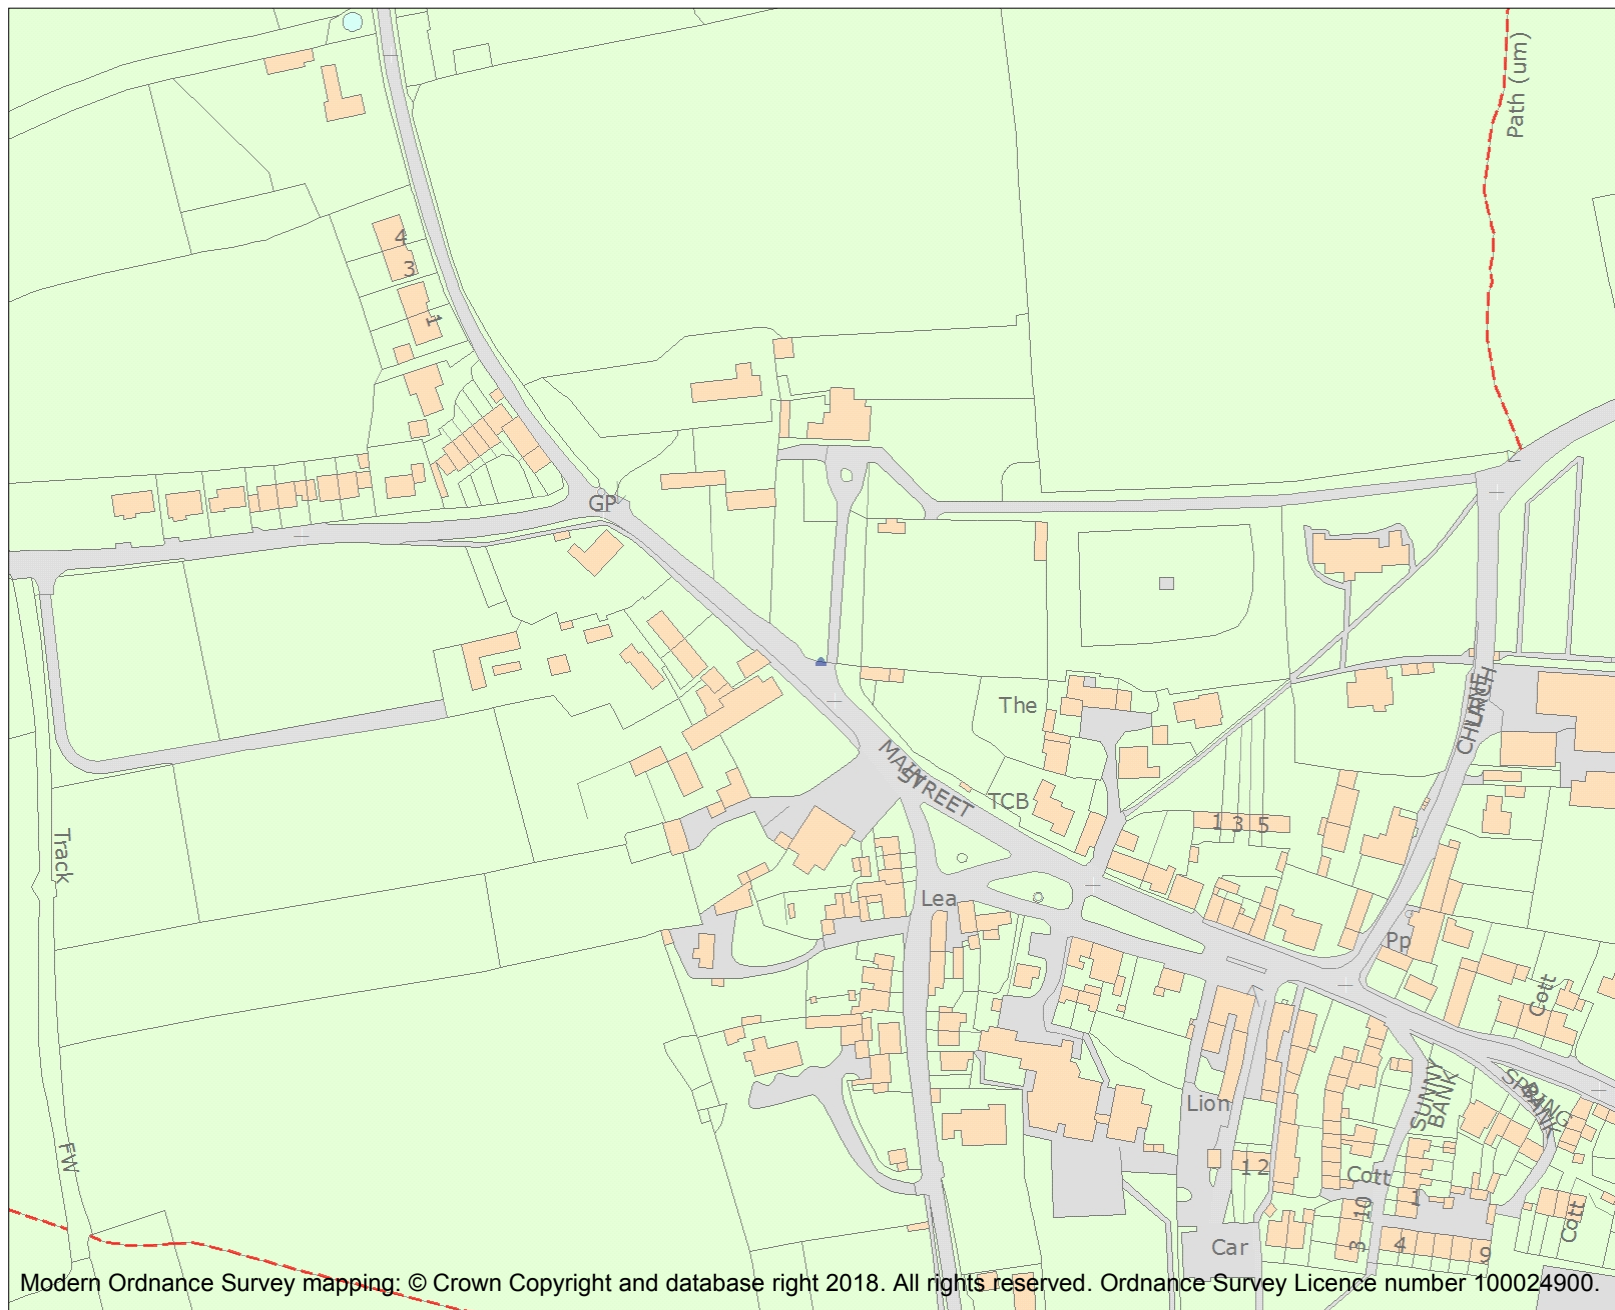 Path (um)
4
3
1
GP
The
MAIN
STREET
TCB
1 3 5
CHURCH
LANE
Track
Lea
Pp
Cott
SUNNY
BANK
SPRING
BANK
Lion
FW
1 2
Cott
10
1
3
4
9
Cott
Car
Modern Ordnance Survey mapping: © Crown Copyright and database right 2018. All rights reserved. Ordnance Survey Licence number 100024900.